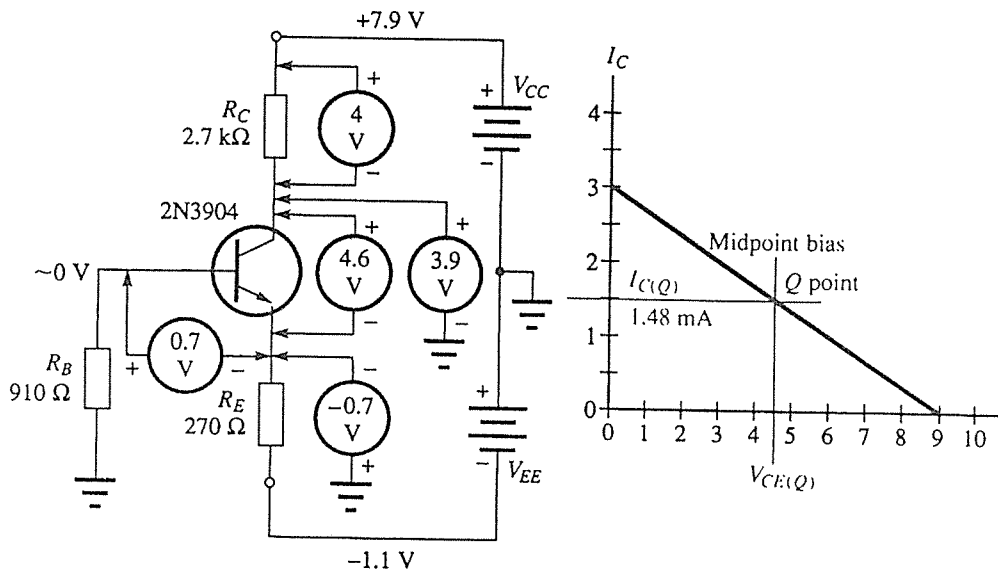 +7.9 V
R_C
2.7 kΩ
+
4
V
−
V_CC
+
−
2N3904
+
4.6
V
−
+
3.9
V
−
~0 V
0.7
V
+
−
R_B
910 Ω
R_E
270 Ω
−
−0.7
V
+
+
−
V_EE
−1.1 V
I_C
4
3
2
1
0
Midpoint bias
I_C(Q)
Q point
1.48 mA
0 1 2 3 4 5 6 7 8 9 10
V_CE(Q)